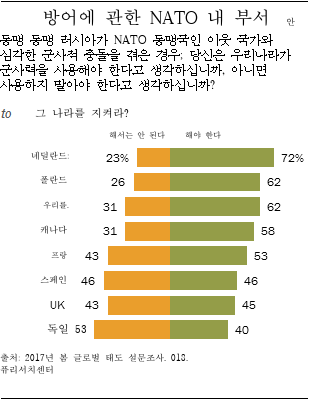 방어에 관한 NATO 내 부서 안
동맹 동맹 러시아가 NATO 동맹국인 이웃 국가와
심각한 군사적 충돌을 겪은 경우, 당신은 우리나라가
군사력을 사용해야 한다고 생각하십니까, 아니면
사용하지 말아야 한다고 생각하십니까?
to 그 나라를 지켜라?
해서는 안 된다 해야 한다
네덜란드. 23% 72%
폴란드 26 62
우리를. 31 62
캐나다 31 58
프랑 43 53
스페인 46 46
UK 43 45
독일 53 40
출처: 2017년 봄 글로벌 태도 설문조사. 018.
퓨리서치센터